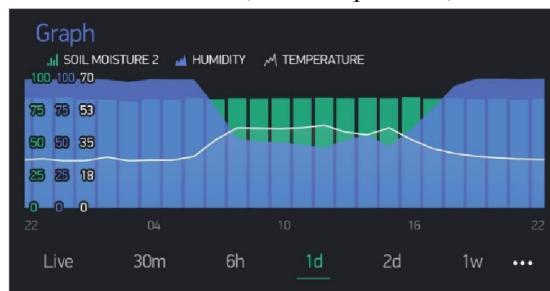 Graph
SOIL MOISTURE 2 HUMIDITY TEMPERATURE
100 100 70
75 75 53
50 50 35
25 25 18
0 0 0
22 04 10 16 22
Live 30m 6h 1d 2d 1w ...